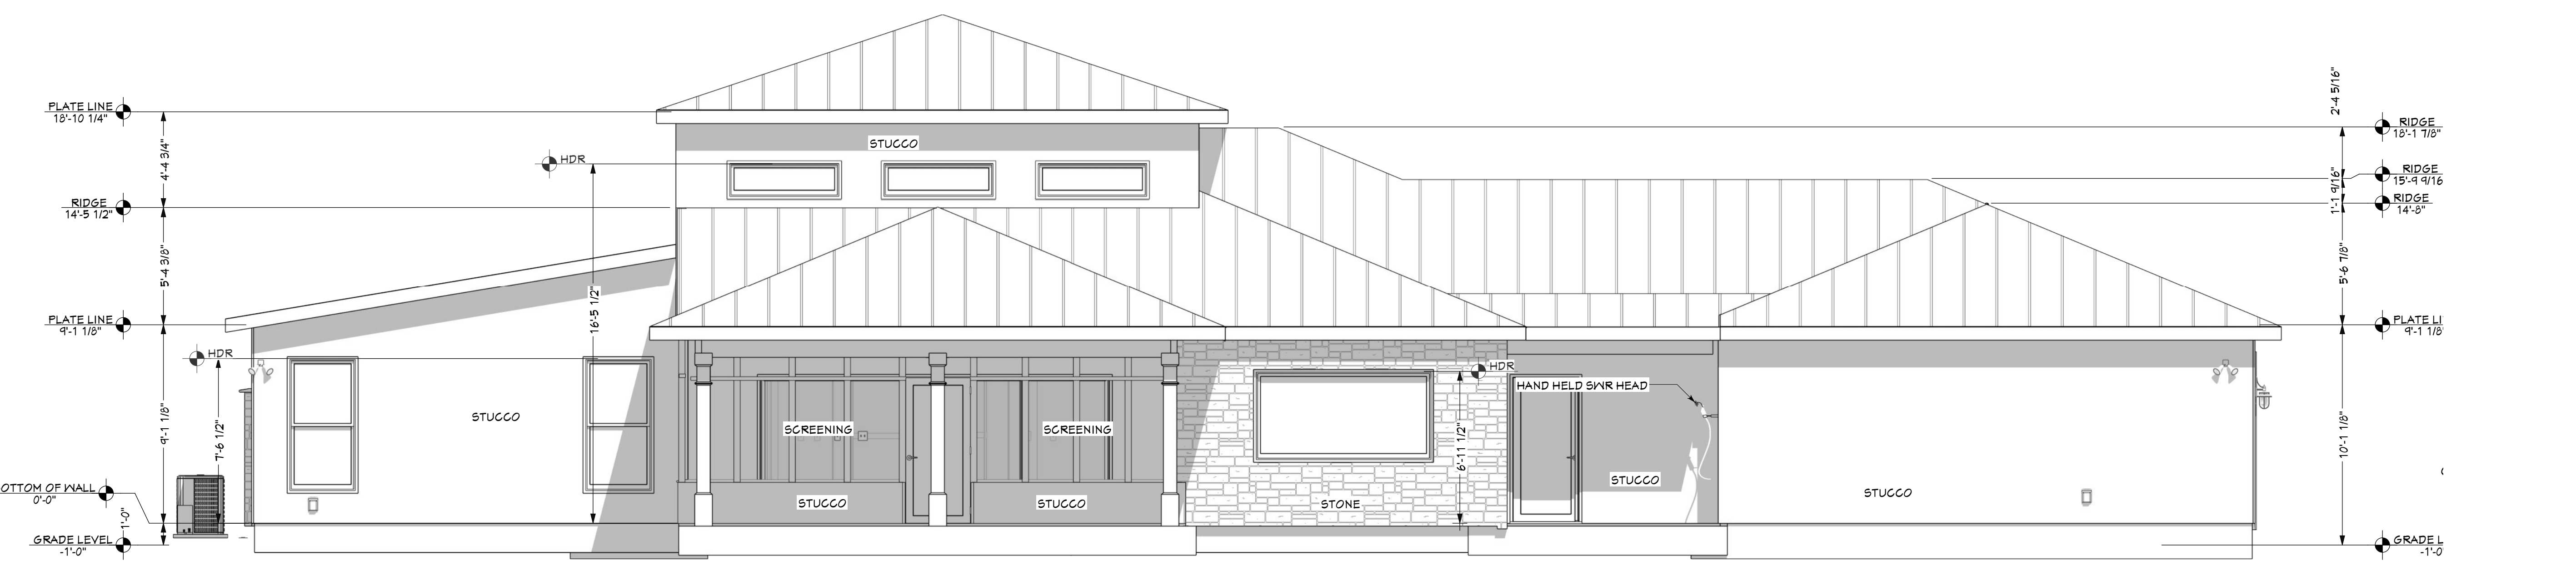 PLATE LINE
18'-10 1/4"
4'-4 3/4"
RIDGE
14'-5 1/2"
5'-4 3/8"
PLATE LINE
9'-1 1/8"
HDR
9'-1 1/8"
7'-6 1/2"
OTTOM OF WALL
0'-0"
1'-0"
GRADE LEVEL
-1'-0"
HDR
16'-5 1/2"
STUCCO
STUCCO
SCREENING
SCREENING
STUCCO
STUCCO
HDR
6'-11 1/2"
STONE
HAND HELD SWR HEAD
STUCCO
STUCCO
2'-4 5/16"
RIDGE
18'-1 7/8"
1'-1 9/16"
RIDGE
15'-9 9/16
RIDGE
14'-8"
5'-6 7/8"
PLATE LI
9'-1 1/8"
10'-1 1/8"
GRADE L
-1'-0